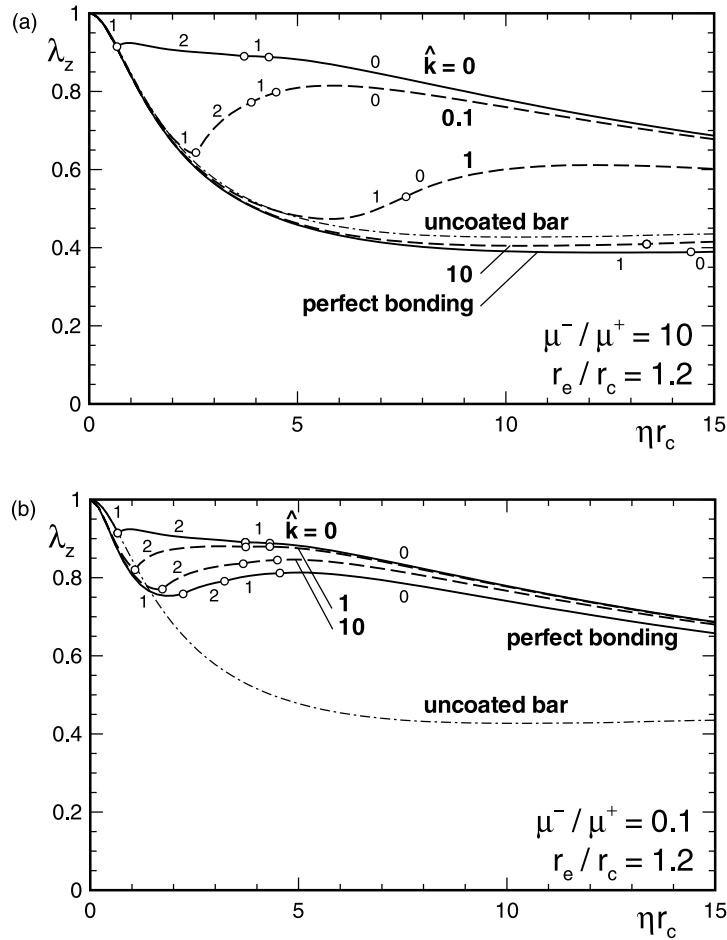 (a)
1
λz
1
2
1
k̂ = 0
0
0.8
2
1
0
0.1
1
0.6
1
0
1
uncoated bar
0.4
10
1
0
perfect bonding
0.2
μ⁻ / μ⁺ = 10
re / rc = 1.2
0
0
5
10
15
ηrc
(b)
1
λz
1
2
1
k̂ = 0
0
2
0.8
1
2
1
0
1
10
perfect bonding
0.6
uncoated bar
0.4
0.2
μ⁻ / μ⁺ = 0.1
re / rc = 1.2
0
0
5
10
15
ηrc